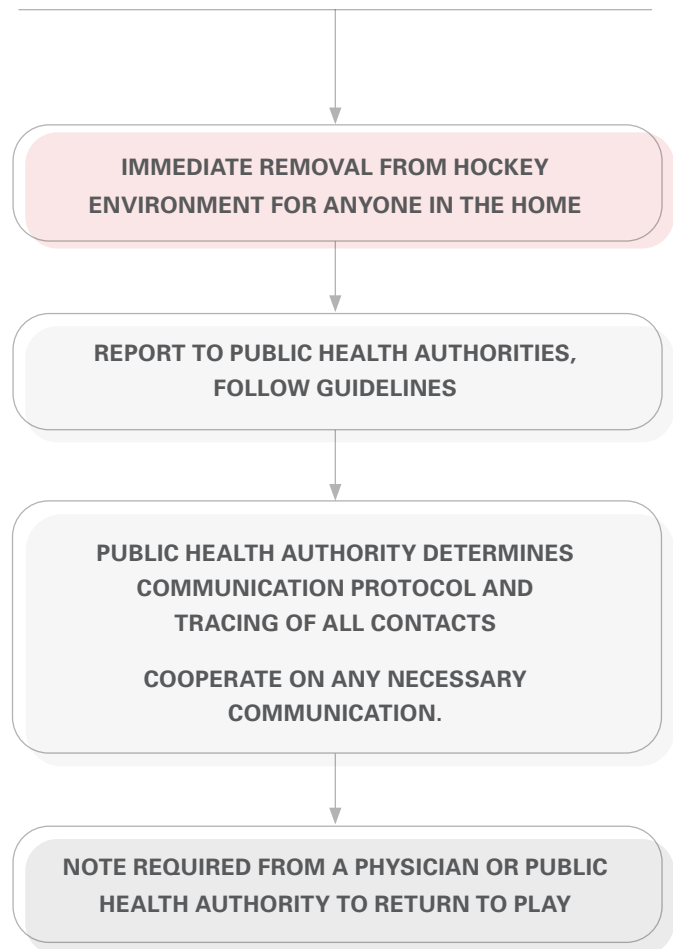 IMMEDIATE REMOVAL FROM HOCKEY
ENVIRONMENT FOR ANYONE IN THE HOME
REPORT TO PUBLIC HEALTH AUTHORITIES,
FOLLOW GUIDELINES
PUBLIC HEALTH AUTHORITY DETERMINES
COMMUNICATION PROTOCOL AND
TRACING OF ALL CONTACTS
COOPERATE ON ANY NECESSARY
COMMUNICATION.
NOTE REQUIRED FROM A PHYSICIAN OR PUBLIC
HEALTH AUTHORITY TO RETURN TO PLAY